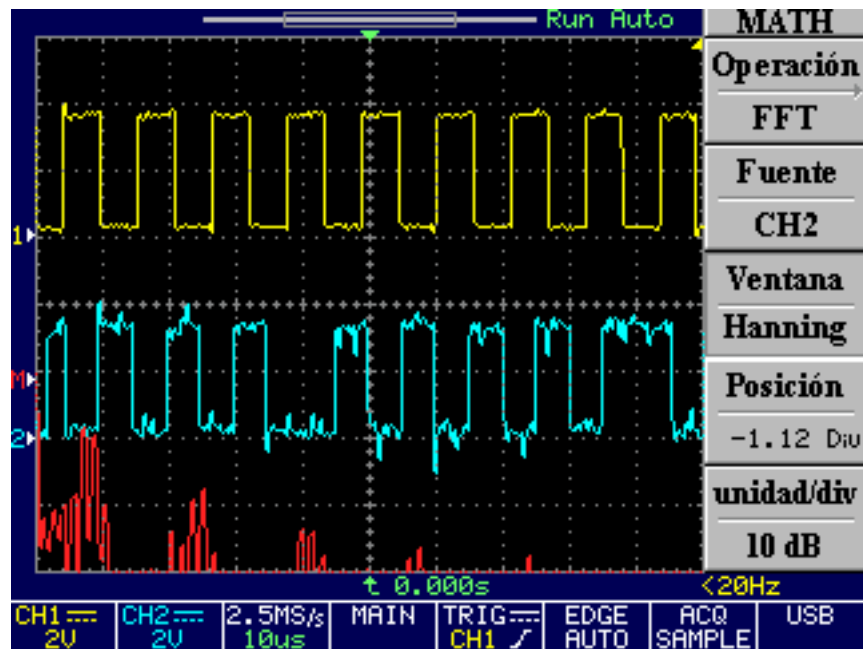 Run Auto
MATH
Operación
FFT
Fuente
CH2
Ventana
Hanning
Posición
-1.12 Div
unidad/div
10 dB
1
M
2
0.000s
<20Hz
CH1
2V
CH2
2V
2.5MS/s
10us
MAIN
TRIG
CH1
EDGE
AUTO
ACQ
SAMPLE
USB